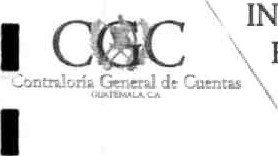 IN
CGC
Contraloría General de Cuentas
GUATEMALA, C.A.